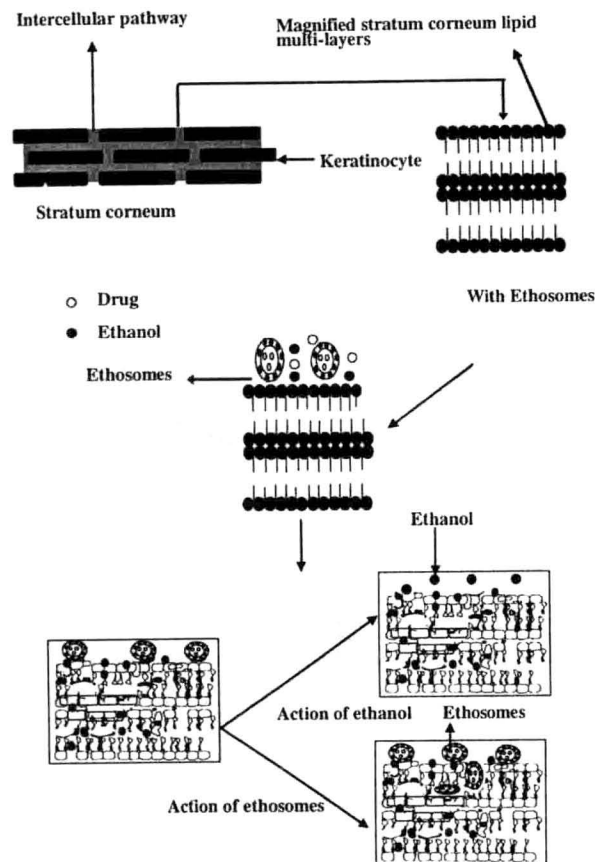 Intercellular pathway
Magnified stratum corneum lipid
multi-layers
Keratinocyte
Stratum corneum
Drug
Ethanol
With Ethosomes
Ethosomes
Ethanol
Action of ethanol
Ethosomes
Action of ethosomes